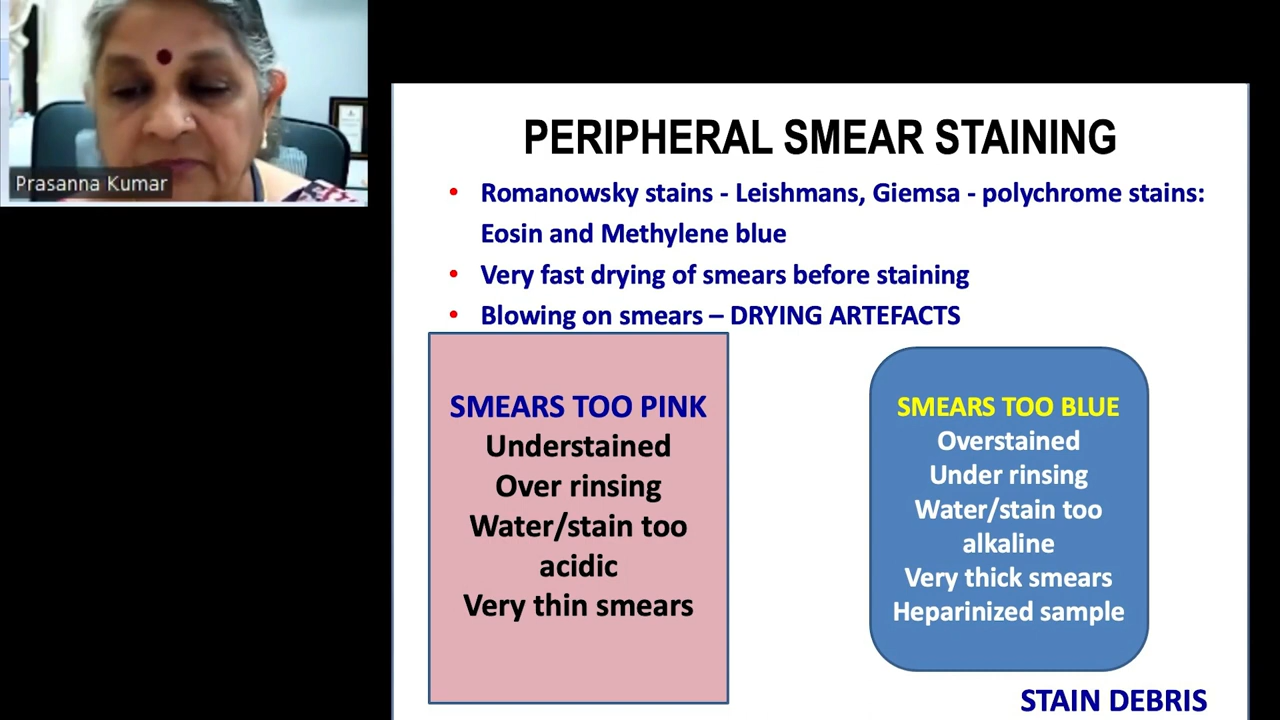 Prasanna Kumar
PERIPHERAL SMEAR STAINING
• Romanowsky stains - Leishmans, Giemsa - polychrome stains:
Eosin and Methylene blue
• Very fast drying of smears before staining
• Blowing on smears – DRYING ARTEFACTS
SMEARS TOO PINK
Understained
Over rinsing
Water/stain too
acidic
Very thin smears
SMEARS TOO BLUE
Overstained
Under rinsing
Water/stain too
alkaline
Very thick smears
Heparinized sample
STAIN DEBRIS